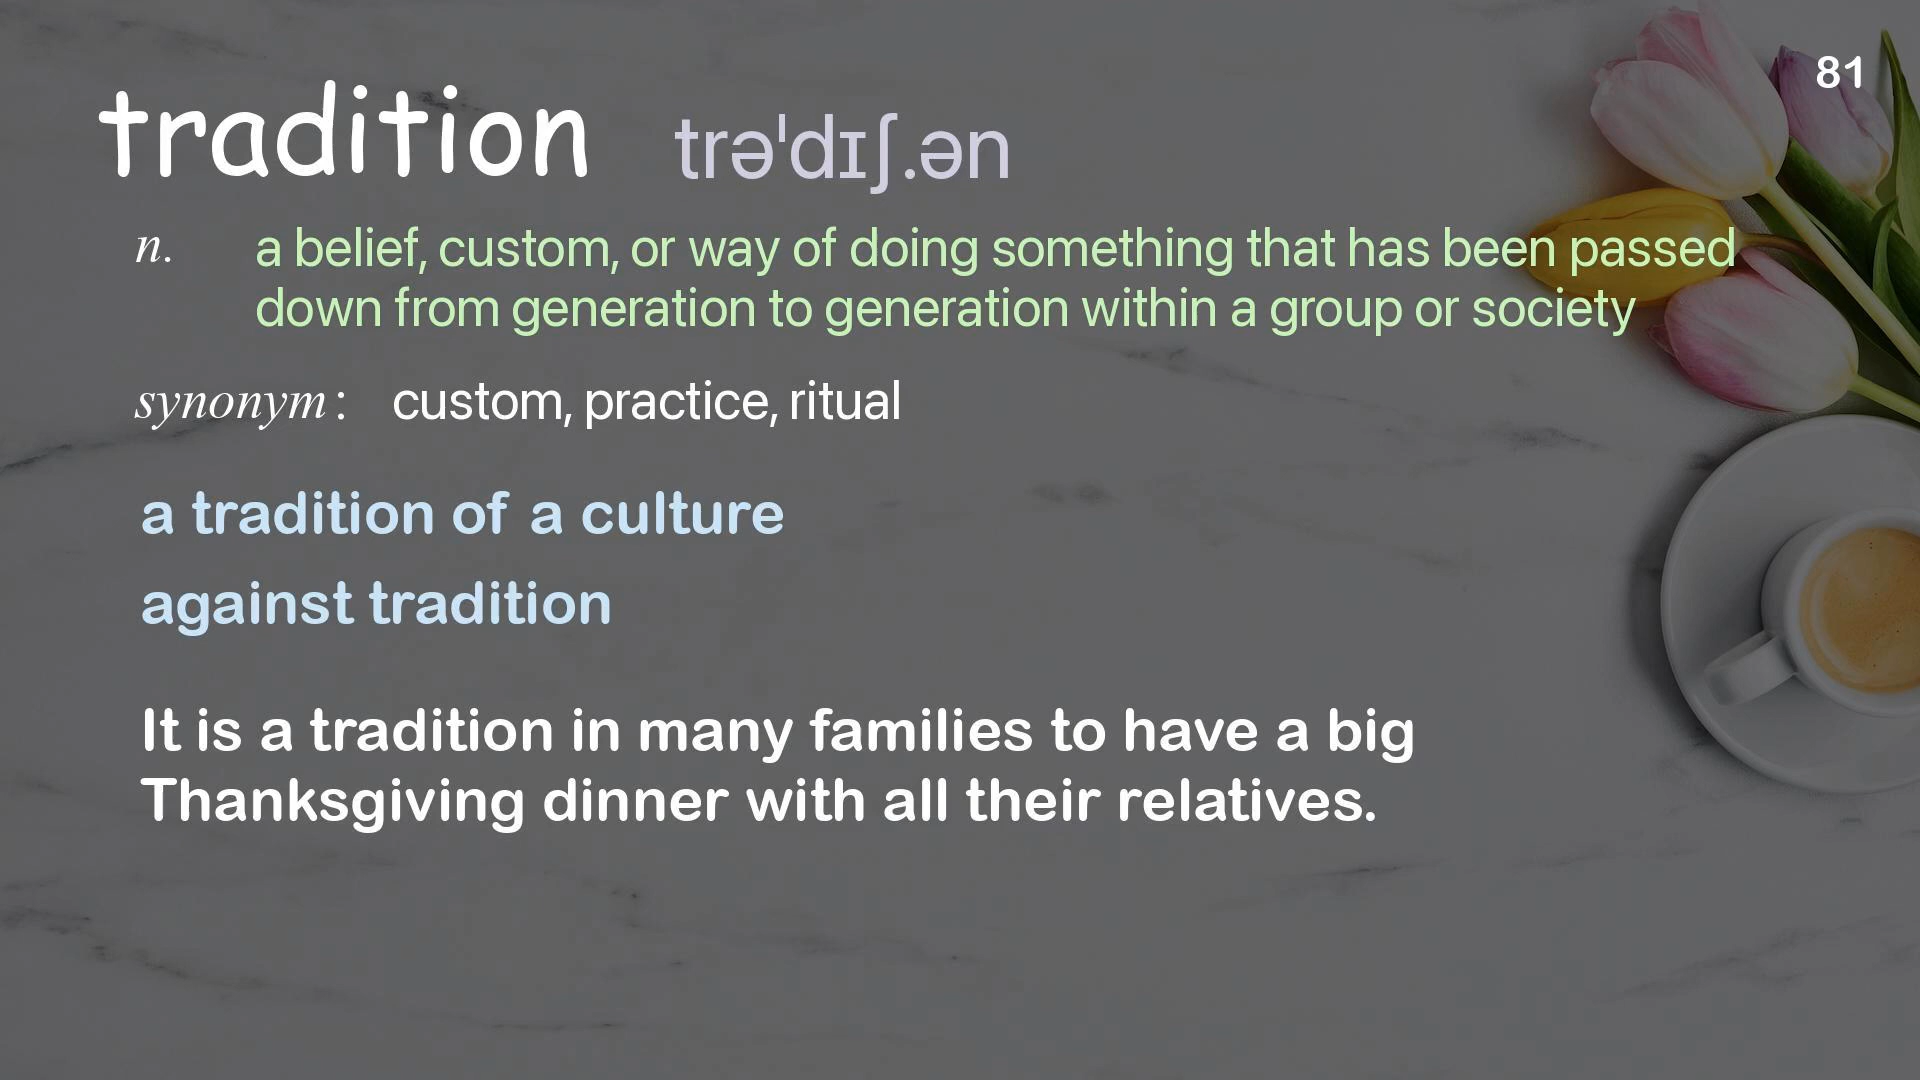 81
tradition trəˈdɪʃ.ən
n. a belief, custom, or way of doing something that has been passed
down from generation to generation within a group or society
synonym: custom, practice, ritual
a tradition of a culture
against tradition
It is a tradition in many families to have a big
Thanksgiving dinner with all their relatives.